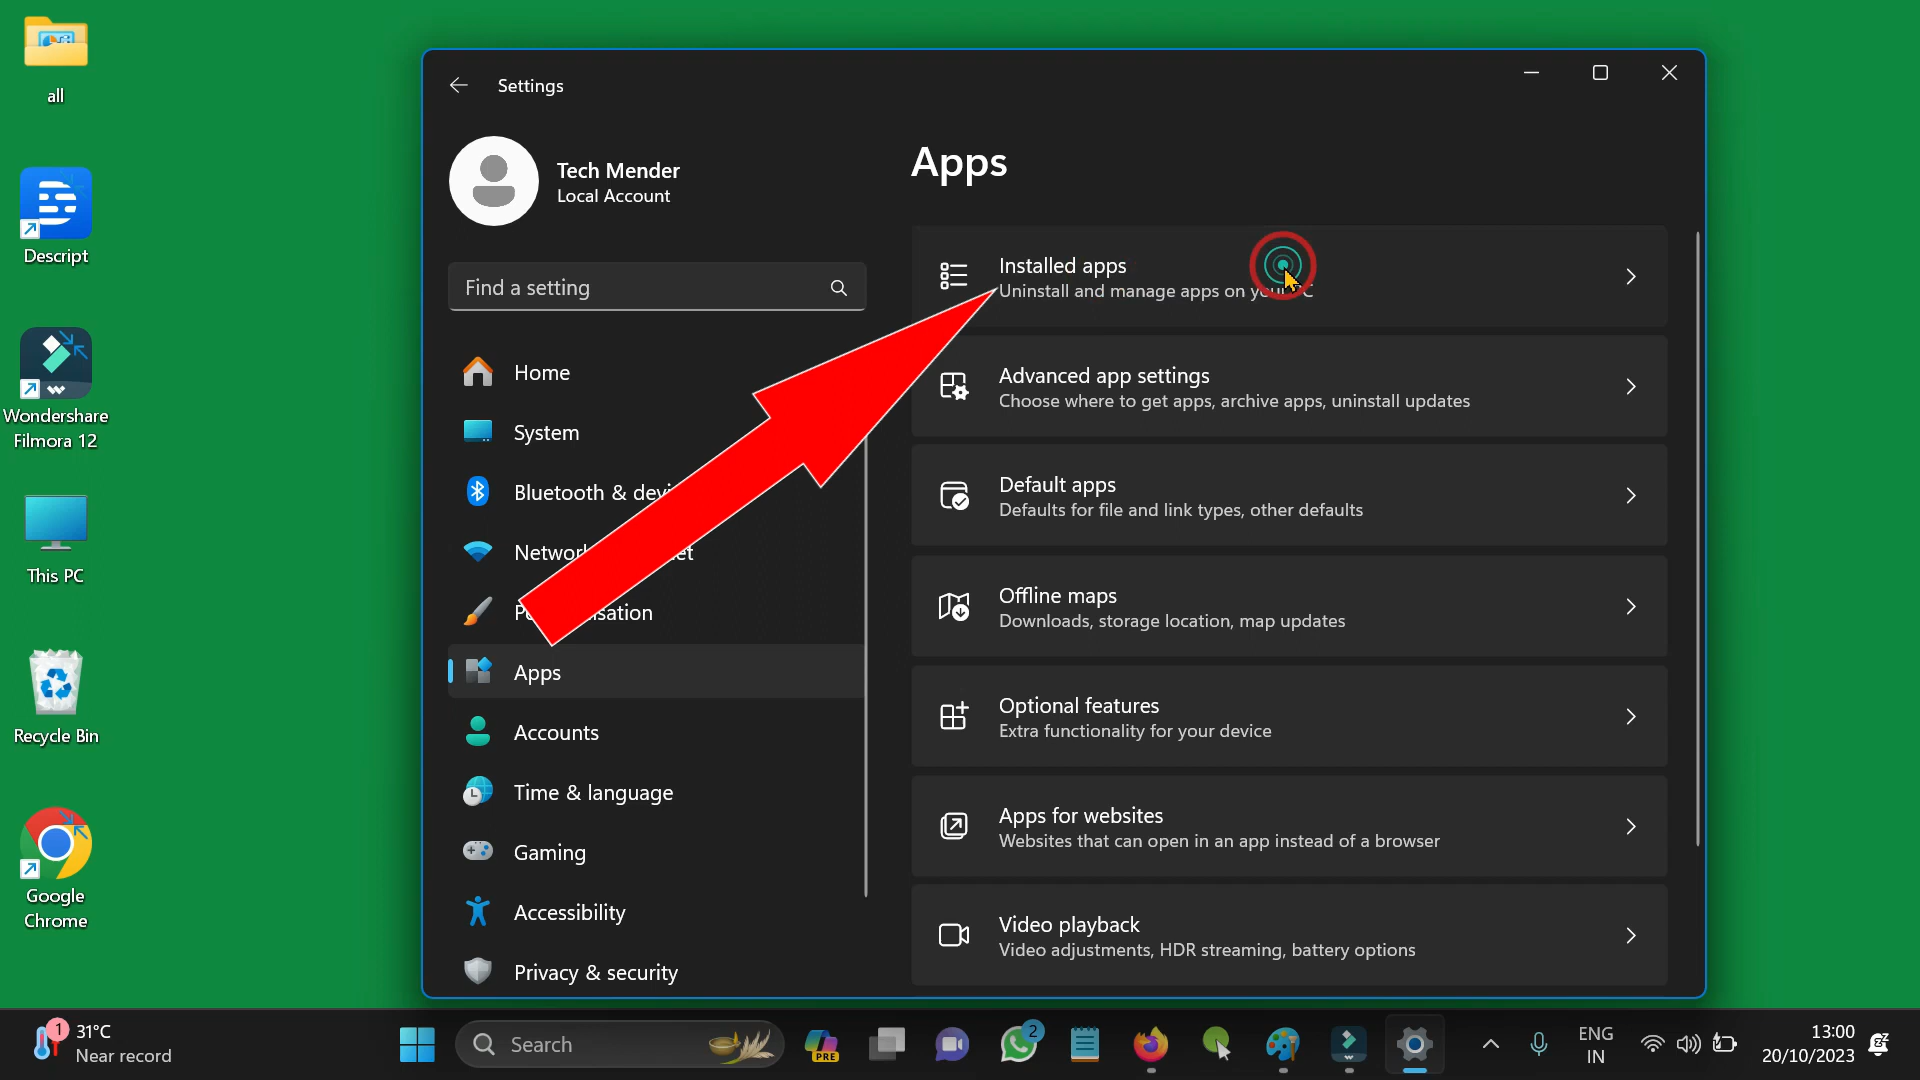 all
Descript
Wondershare
Filmora 12
This PC
Recycle Bin
Google
Chrome
Settings
Tech Mender
Local Account
Find a setting
Home
System
Bluetooth &
Apps
Accounts
Time & language
Gaming
Accessibility
Privacy & security
Apps
Installed apps
Uninstall and manage apps on your PC
Advanced app settings
Choose where to get apps, archive apps, uninstall updates
Default apps
Defaults for file and link types, other defaults
Offline maps
Downloads, storage location, map updates
Optional features
Extra functionality for your device
Apps for websites
Websites that can open in an app instead of a browser
Video playback
Video adjustments, HDR streaming, battery options
1
31°C
Near record
Search
PRE
2
ENG
IN
13:00
20/10/2023